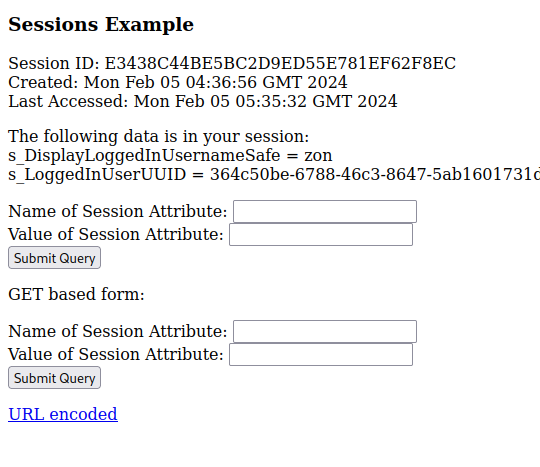 Sessions Example
Session ID: E3438C44BE5BC2D9ED55E781EF62F8EC
Created: Mon Feb 05 04:36:56 GMT 2024
Last Accessed: Mon Feb 05 05:35:32 GMT 2024
The following data is in your session:
s_DisplayLoggedInUsernameSafe = zon
s_LoggedInUserUUID = 364c50be-6788-46c3-8647-5ab1601731d
Name of Session Attribute:
Value of Session Attribute:
Submit Query
GET based form:
Name of Session Attribute:
Value of Session Attribute:
Submit Query
URL encoded